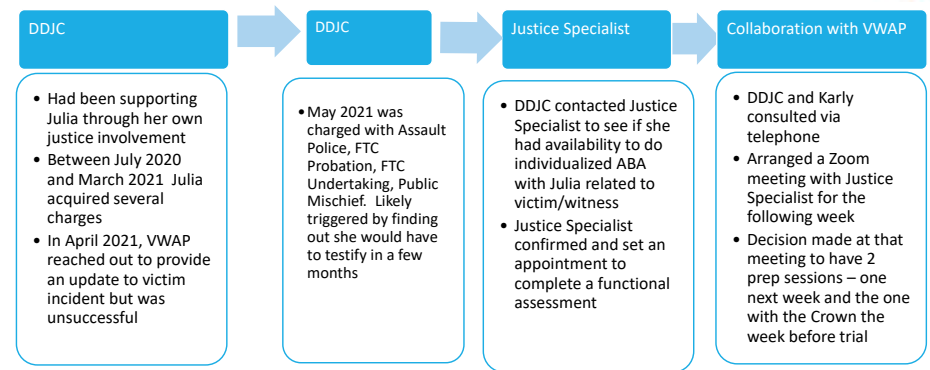 DDJC
• Had been supporting
Julia through her own
justice involvement
• Between July 2020
and March 2021 Julia
acquired several
charges
• In April 2021, VWAP
reached out to provide
an update to victim
incident but was
unsuccessful
DDJC
• May 2021 was
charged with Assault
Police, FTC
Probation, FTC
Undertaking, Public
Mischief. Likely
triggered by finding
out she would have
to testify in a few
months
Justice Specialist
• DDJC contacted Justice
Specialist to see if she
had availability to do
individualized ABA
with Julia related to
victim/witness
• Justice Specialist
confirmed and set an
appointment to
complete a functional
assessment
Collaboration with VWAP
• DDJC and Karly
consulted via
telephone
• Arranged a Zoom
meeting with Justice
Specialist for the
following week
• Decision made at that
meeting to have 2
prep sessions – one
next week and the one
with the Crown the
week before trial